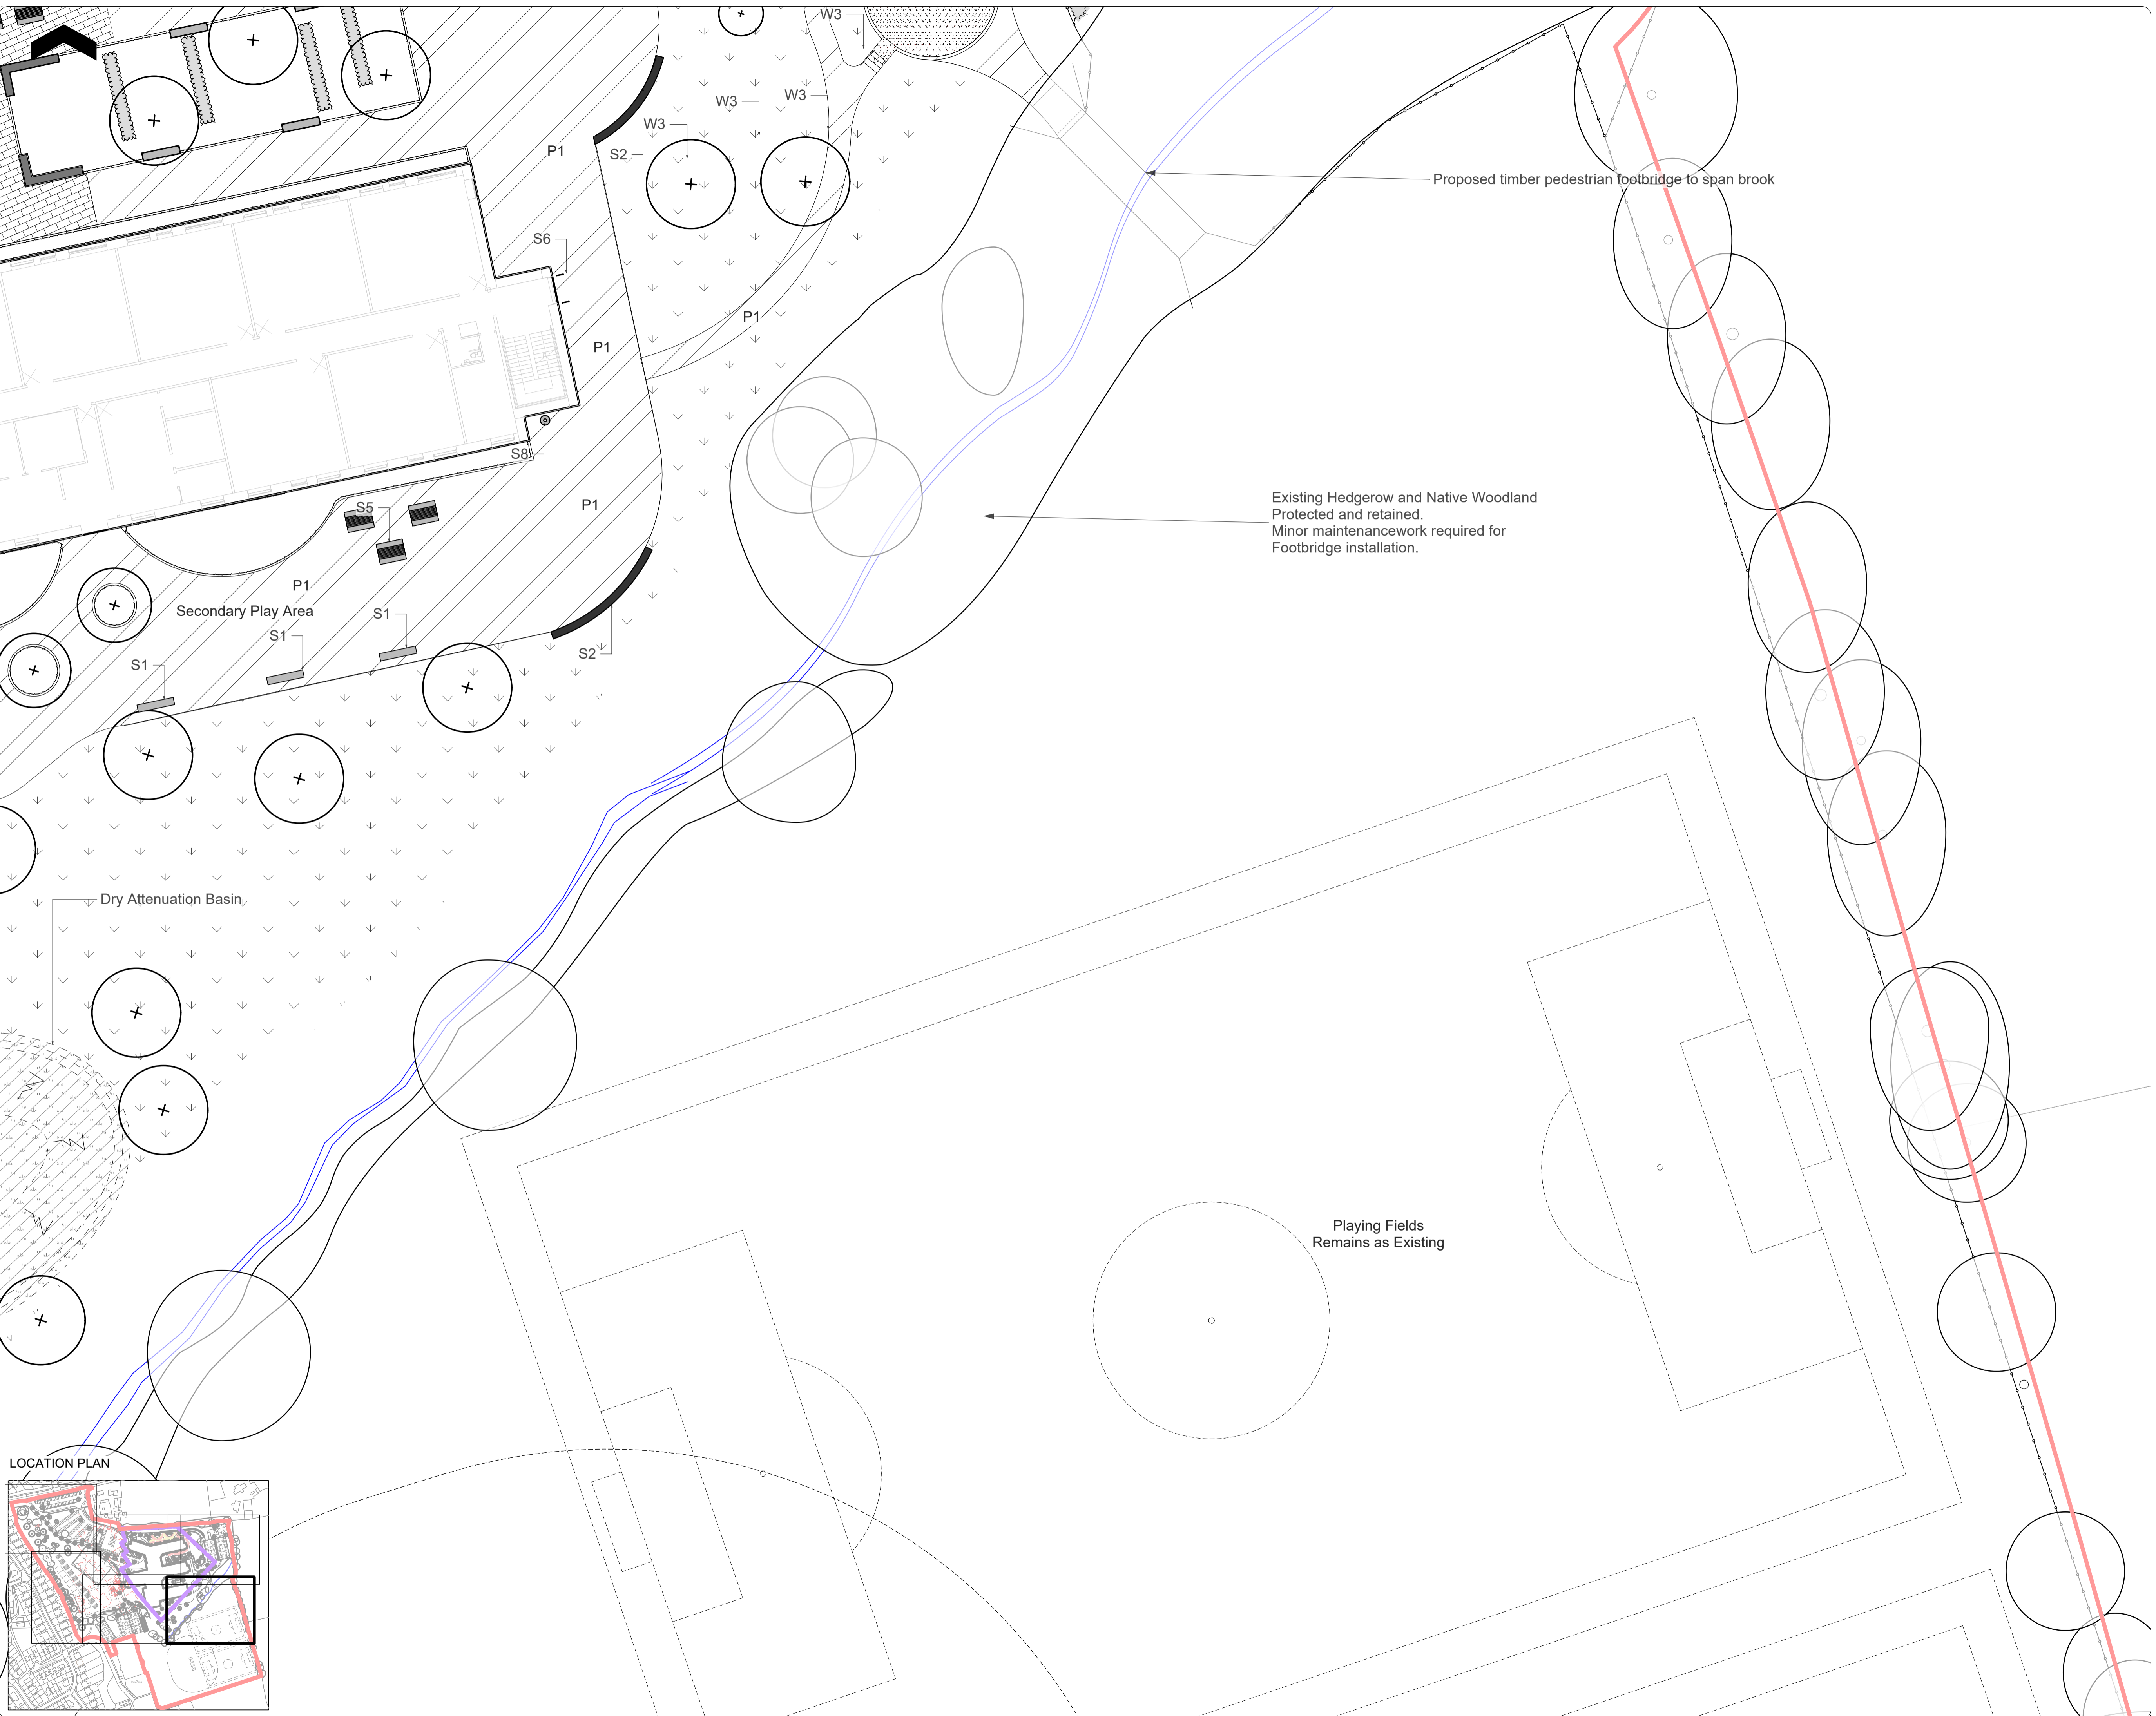 W3
W3
W3
W3
P1
S2
Proposed timber pedestrian footbridge to span brook
S6
P1
P1
S8
S5
P1
Existing Hedgerow and Native Woodland
Protected and retained.
Minor maintenancework required for
Footbridge installation.
P1
Secondary Play Area
S1
S1
S1
S2
Dry Attenuation Basin
Playing Fields
Remains as Existing
LOCATION PLAN